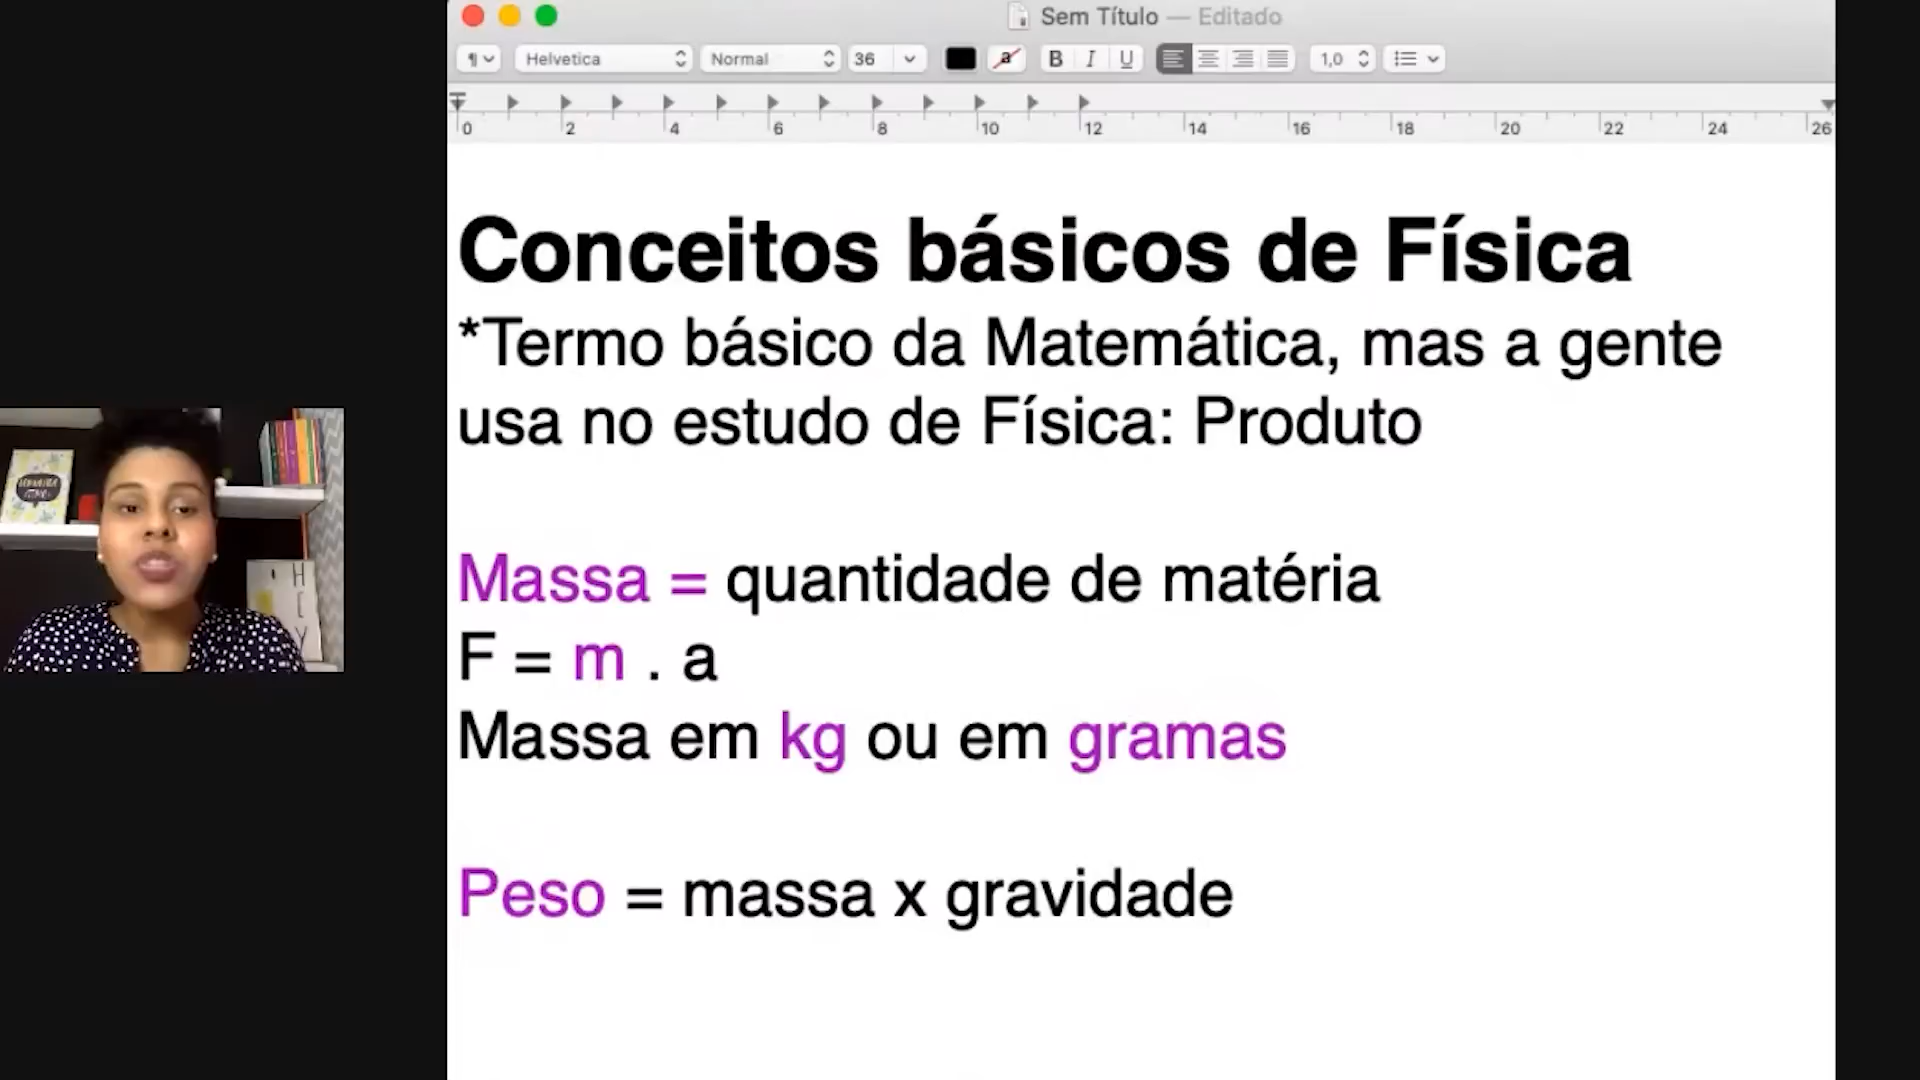 Sem Título — Editado
¶ Helvetica Normal 36 a B I U 1,0
0 2 4 6 8 10 12 14 16 18 20 22 24 26
Conceitos básicos de Física
*Termo básico da Matemática, mas a gente
usa no estudo de Física: Produto
Massa = quantidade de matéria
F = m . a
Massa em kg ou em gramas
Peso = massa x gravidade
HEY